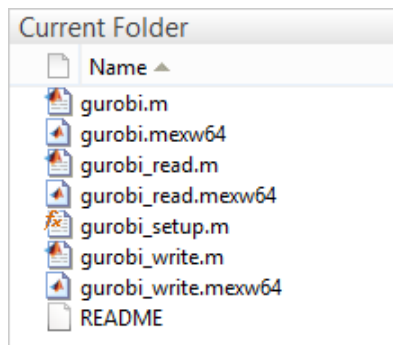 Current Folder
Name
gurobi.m
gurobi.mexw64
gurobi_read.m
gurobi_read.mexw64
gurobi_setup.m
gurobi_write.m
gurobi_write.mexw64
README